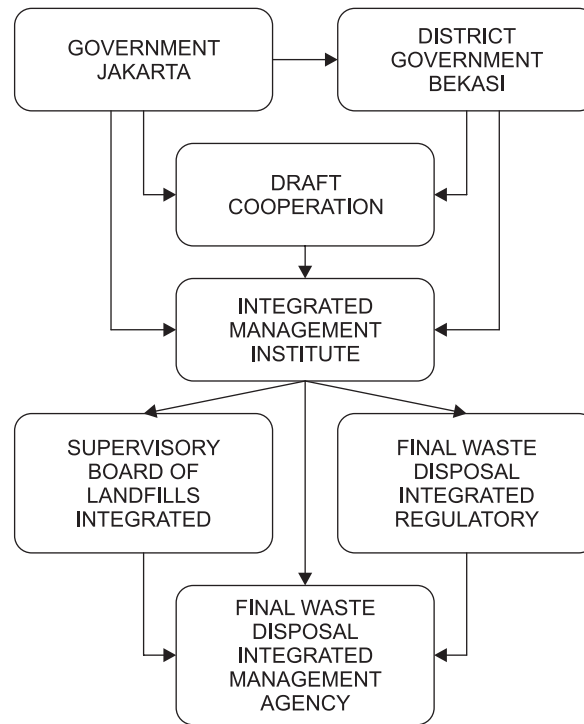 GOVERNMENT
JAKARTA
DISTRICT
GOVERNMENT
BEKASI
DRAFT
COOPERATION
INTEGRATED
MANAGEMENT
INSTITUTE
SUPERVISORY
BOARD OF
LANDFILLS
INTEGRATED
FINAL WASTE
DISPOSAL
INTEGRATED
REGULATORY
FINAL WASTE
DISPOSAL
INTEGRATED
MANAGEMENT
AGENCY